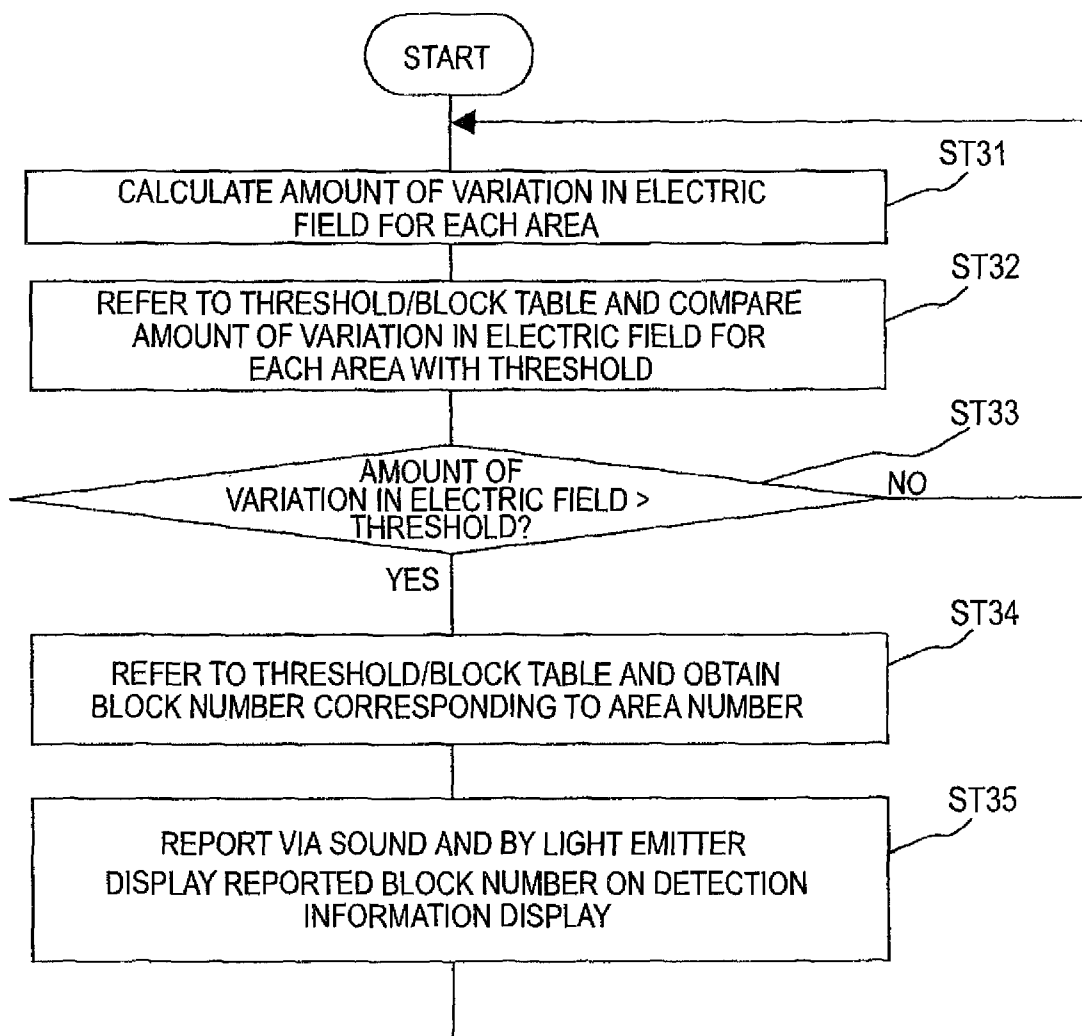 START
ST31
CALCULATE AMOUNT OF VARIATION IN ELECTRIC
FIELD FOR EACH AREA
ST32
REFER TO THRESHOLD/BLOCK TABLE AND COMPARE
AMOUNT OF VARIATION IN ELECTRIC FIELD FOR
EACH AREA WITH THRESHOLD
ST33
AMOUNT OF
VARIATION IN ELECTRIC FIELD >
THRESHOLD?
NO
YES
ST34
REFER TO THRESHOLD/BLOCK TABLE AND OBTAIN
BLOCK NUMBER CORRESPONDING TO AREA NUMBER
ST35
REPORT VIA SOUND AND BY LIGHT EMITTER
DISPLAY REPORTED BLOCK NUMBER ON DETECTION
INFORMATION DISPLAY